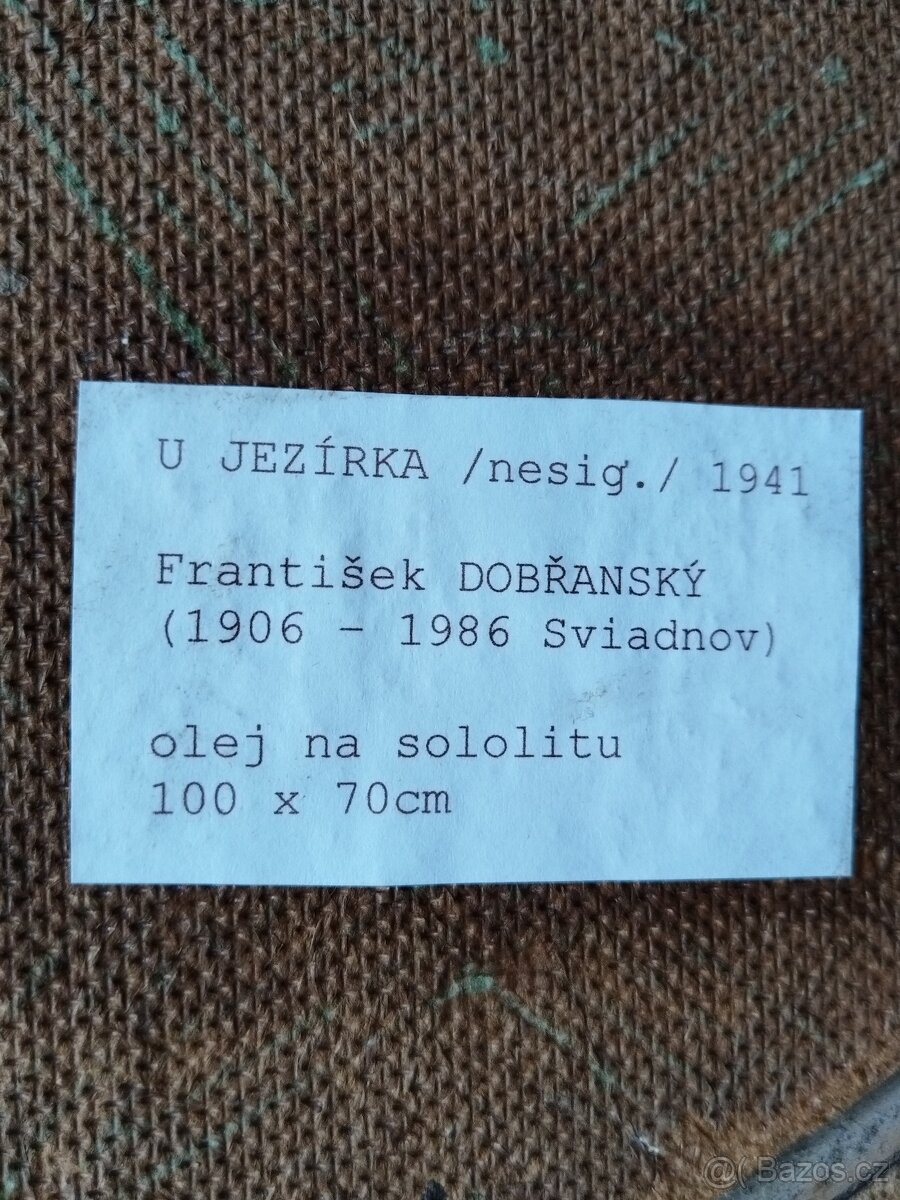 U JEZÍRKA /nesig./ 1941
František DOBŘANSKÝ
(1906 - 1986 Sviadnov)
olej na sololitu
100 x 70cm
@( Bazos.cz